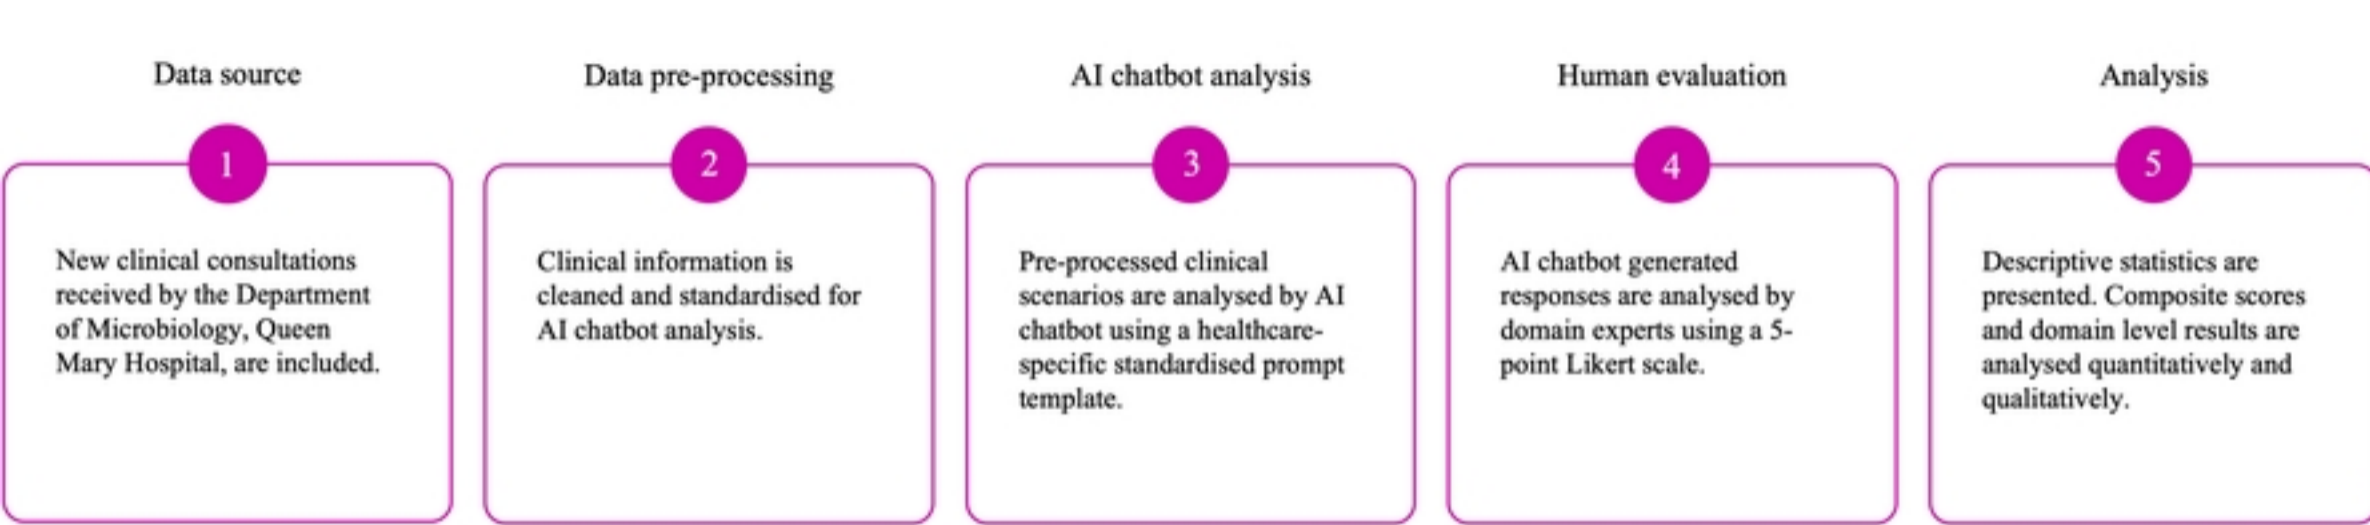 Data source
1
New clinical consultations
received by the Department
of Microbiology, Queen
Mary Hospital, are included.
Data pre-processing
2
Clinical information is
cleaned and standardised for
AI chatbot analysis.
AI chatbot analysis
3
Pre-processed clinical
scenarios are analysed by AI
chatbot using a healthcare-
specific standardised prompt
template.
Human evaluation
4
AI chatbot generated
responses are analysed by
domain experts using a 5-
point Likert scale.
Analysis
5
Descriptive statistics are
presented. Composite scores
and domain level results are
analysed quantitatively and
qualitatively.